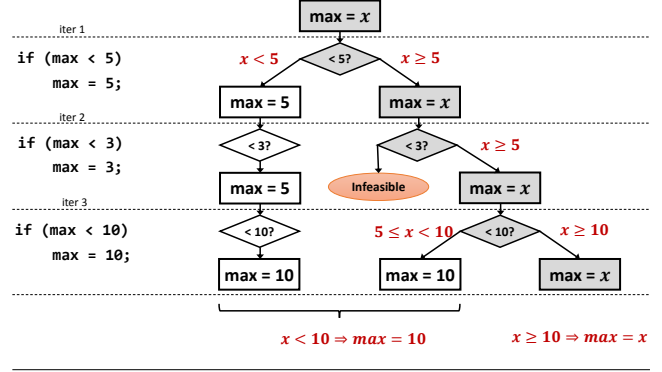 max = x
iter 1
if (max < 5)
max = 5;
x < 5
< 5?
x ≥ 5
max = 5
max = x
iter 2
if (max < 3)
max = 3;
< 3?
< 3?
x ≥ 5
max = 5
Infeasible
max = x
iter 3
if (max < 10)
max = 10;
< 10?
5 ≤ x < 10
< 10?
x ≥ 10
max = 10
max = 10
max = x
x < 10 ⇒ max = 10
x ≥ 10 ⇒ max = x